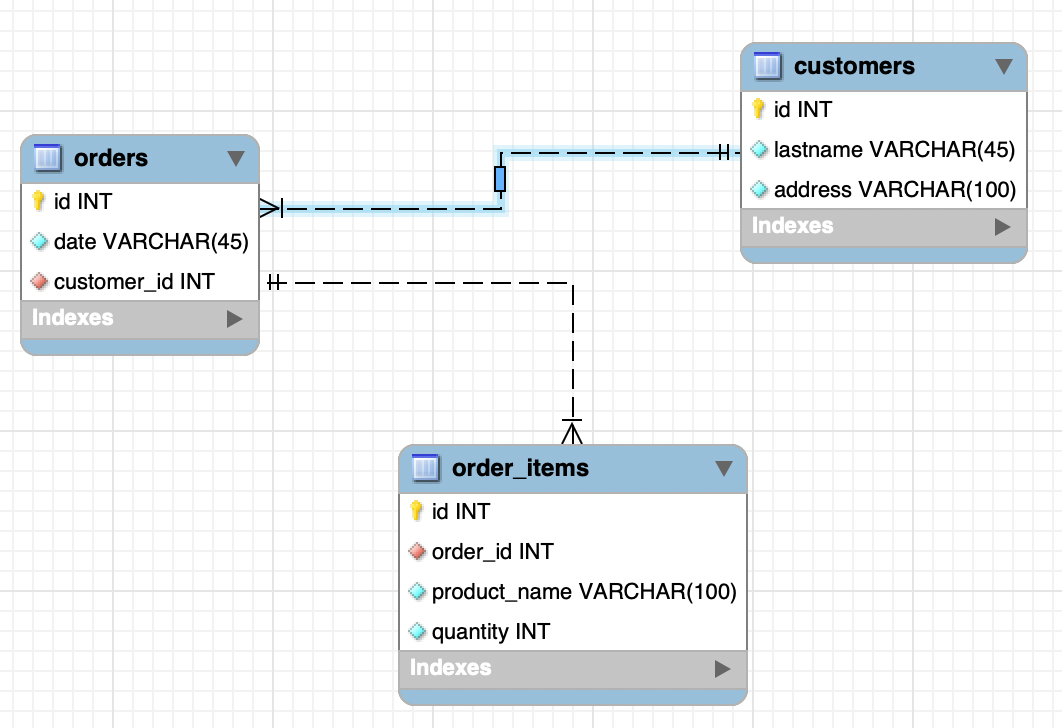 customers
id INT
lastname VARCHAR(45)
address VARCHAR(100)
Indexes
orders
id INT
date VARCHAR(45)
customer_id INT
Indexes
order_items
id INT
order_id INT
product_name VARCHAR(100)
quantity INT
Indexes